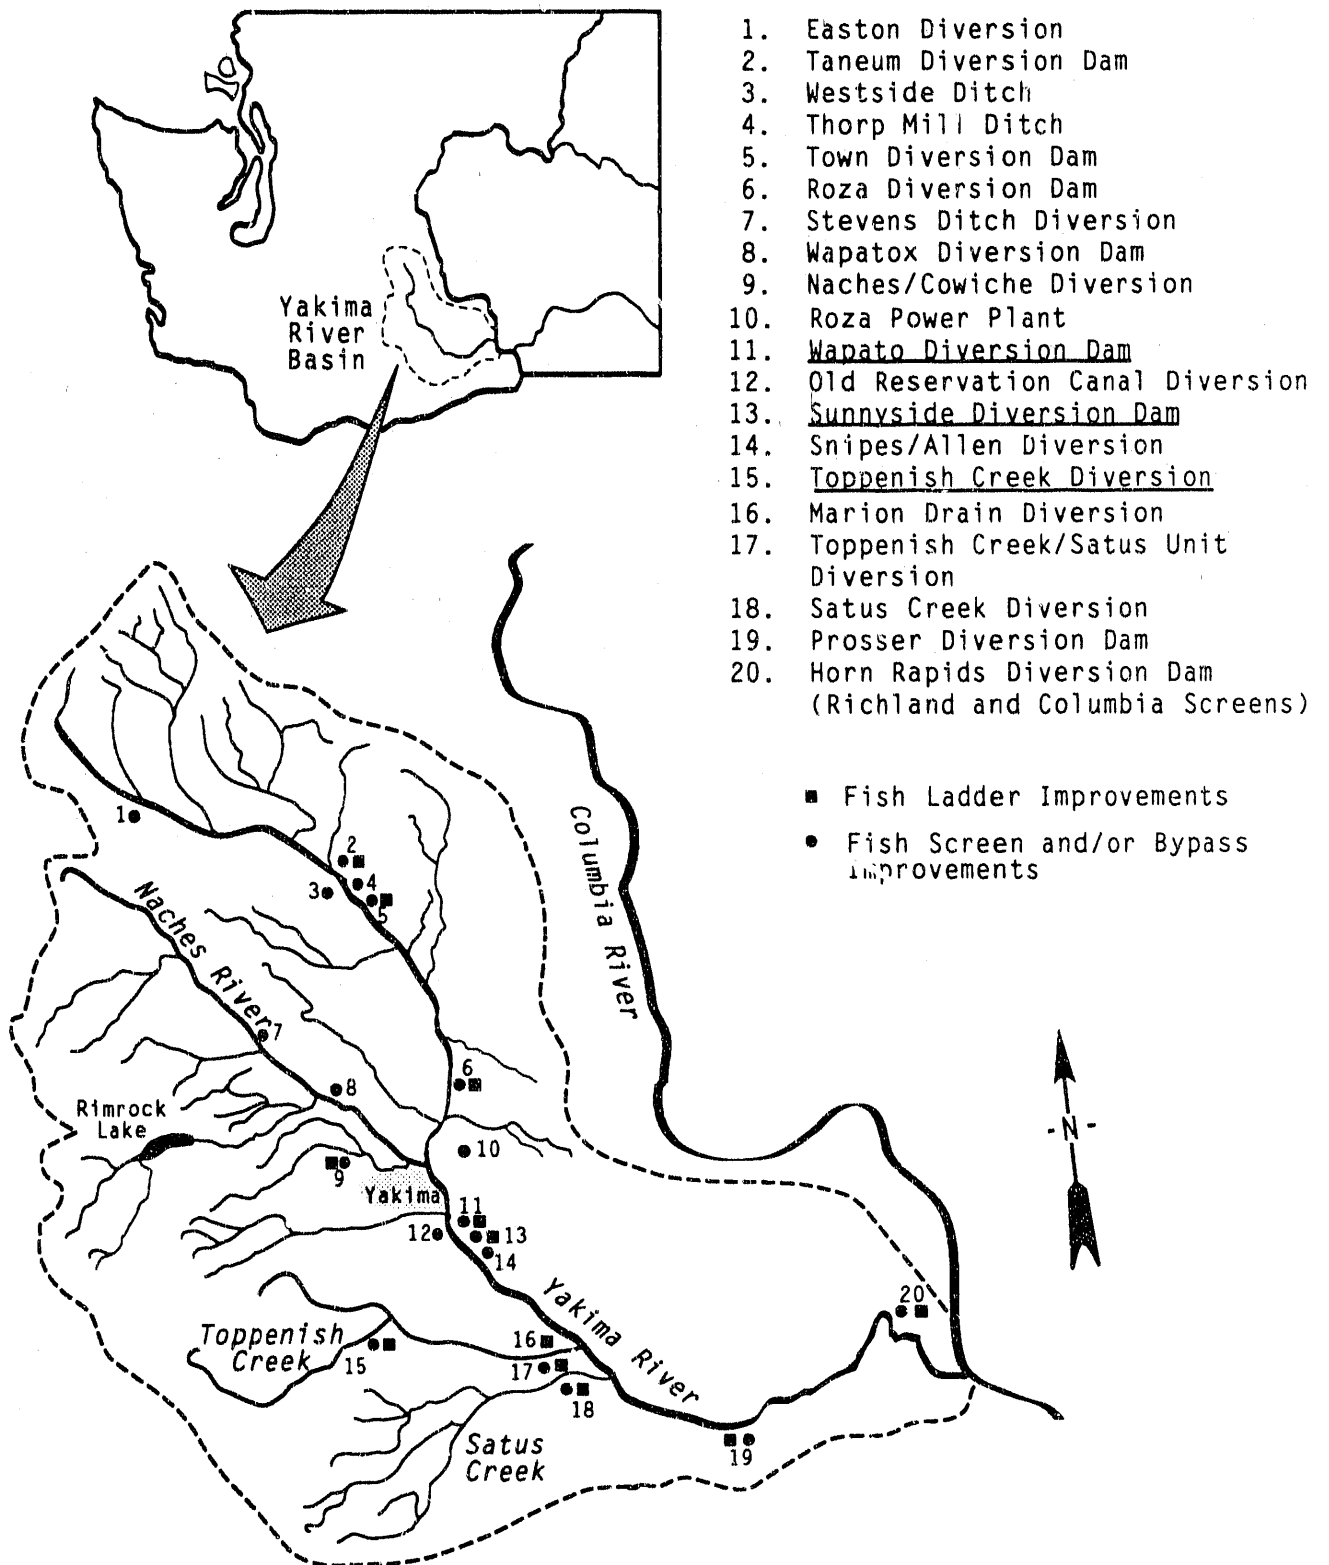 1. Easton Diversion
2. Taneum Diversion Dam
3. Westside Ditch
4. Thorp Mill Ditch
5. Town Diversion Dam
6. Roza Diversion Dam
7. Stevens Ditch Diversion
8. Wapatox Diversion Dam
9. Naches/Cowiche Diversion
10. Roza Power Plant
11. Wapato Diversion Dam
12. Old Reservation Canal Diversion
13. Sunnyside Diversion Dam
14. Snipes/Allen Diversion
15. Toppenish Creek Diversion
16. Marion Drain Diversion
17. Toppenish Creek/Satus Unit
Diversion
18. Satus Creek Diversion
19. Prosser Diversion Dam
20. Horn Rapids Diversion Dam
(Richland and Columbia Screens)
Fish Ladder Improvements
Fish Screen and/or Bypass
Improvements
Yakima
River
Basin
1
2
3
4
5
Naches River
Columbia River
7
6
8
Rimrock
Lake
N
10
9
Yakima
11
12
13
14
Yakima River
20
Toppenish
Creek
15
16
17
18
Satus
Creek
19